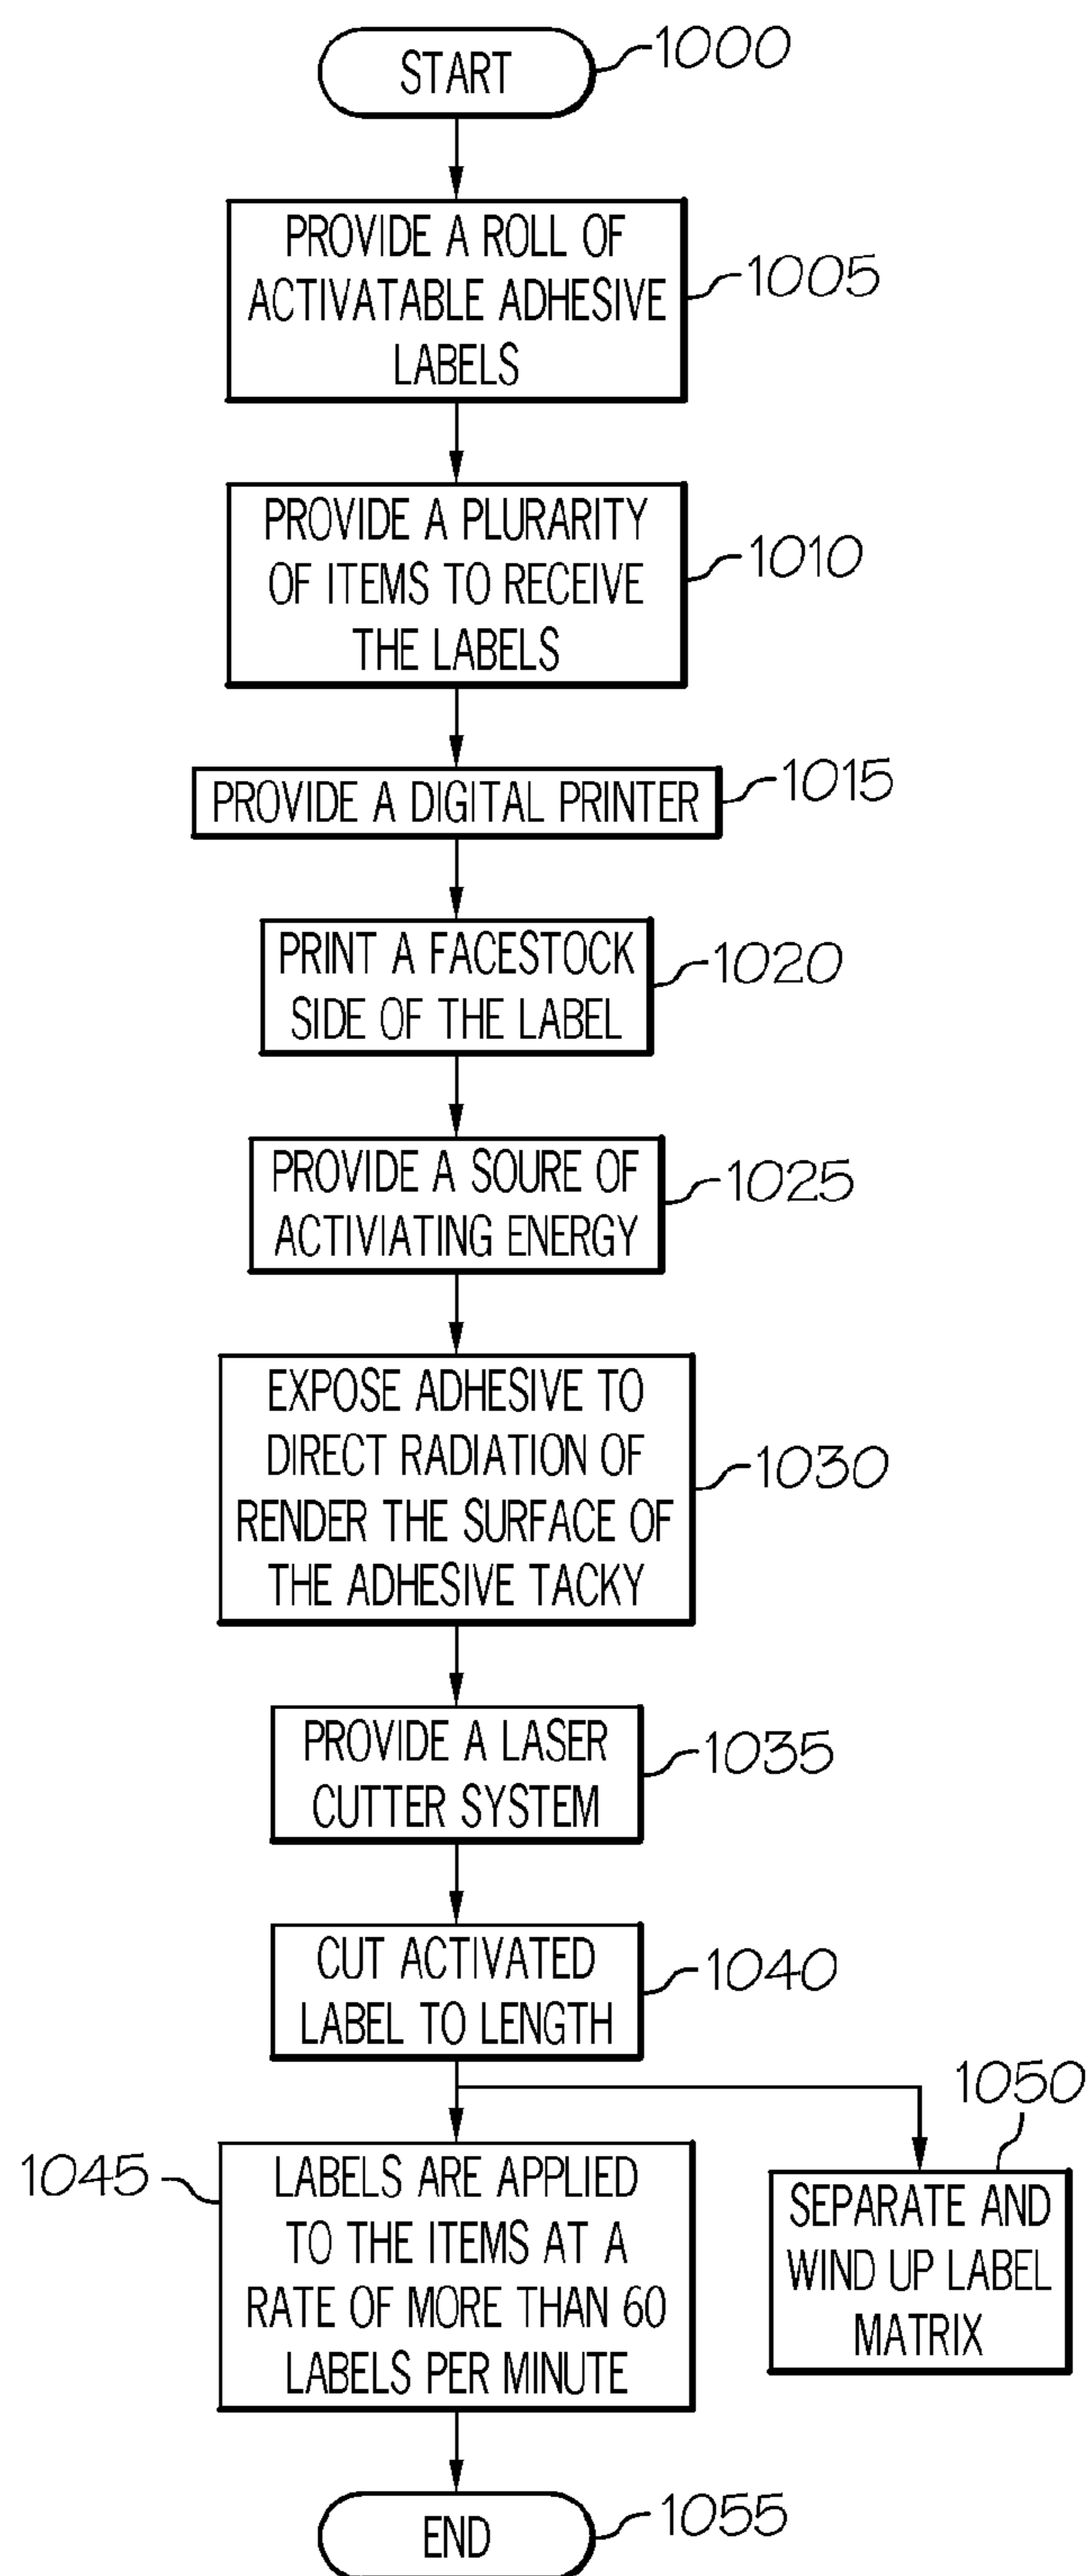 START
1000
PROVIDE A ROLL OF
ACTIVATABLE ADHESIVE
LABELS
1005
PROVIDE A PLURARITY
OF ITEMS TO RECEIVE
THE LABELS
1010
PROVIDE A DIGITAL PRINTER
1015
PRINT A FACESTOCK
SIDE OF THE LABEL
1020
PROVIDE A SOURE OF
ACTIVIATING ENERGY
1025
EXPOSE ADHESIVE TO
DIRECT RADIATION OF
RENDER THE SURFACE OF
THE ADHESIVE TACKY
1030
PROVIDE A LASER
CUTTER SYSTEM
1035
CUT ACTIVATED
LABEL TO LENGTH
1040
1045
LABELS ARE APPLIED
TO THE ITEMS AT A
RATE OF MORE THAN 60
LABELS PER MINUTE
1050
SEPARATE AND
WIND UP LABEL
MATRIX
END
1055